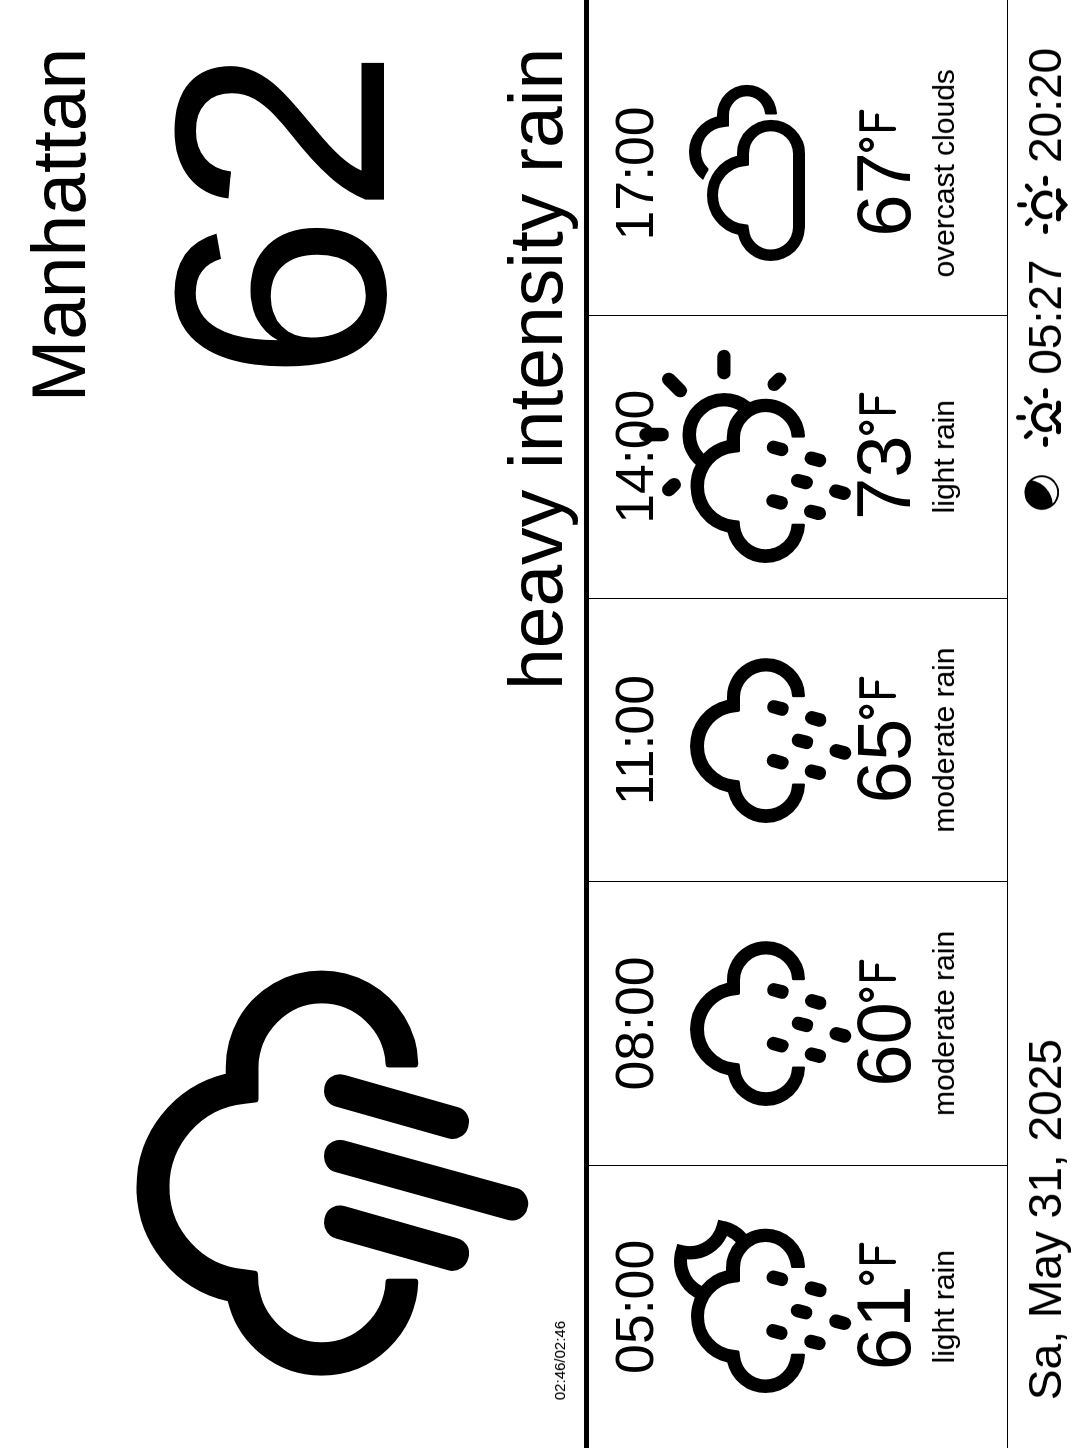 Manhattan
62
heavy intensity rain
02:46/02:46
05:00 08:00 11:00 14:00 17:00
61°F 60°F 65°F 73°F 67°F
light rain moderate rain moderate rain light rain overcast clouds
Sa, May 31, 2025 05:27 20:20